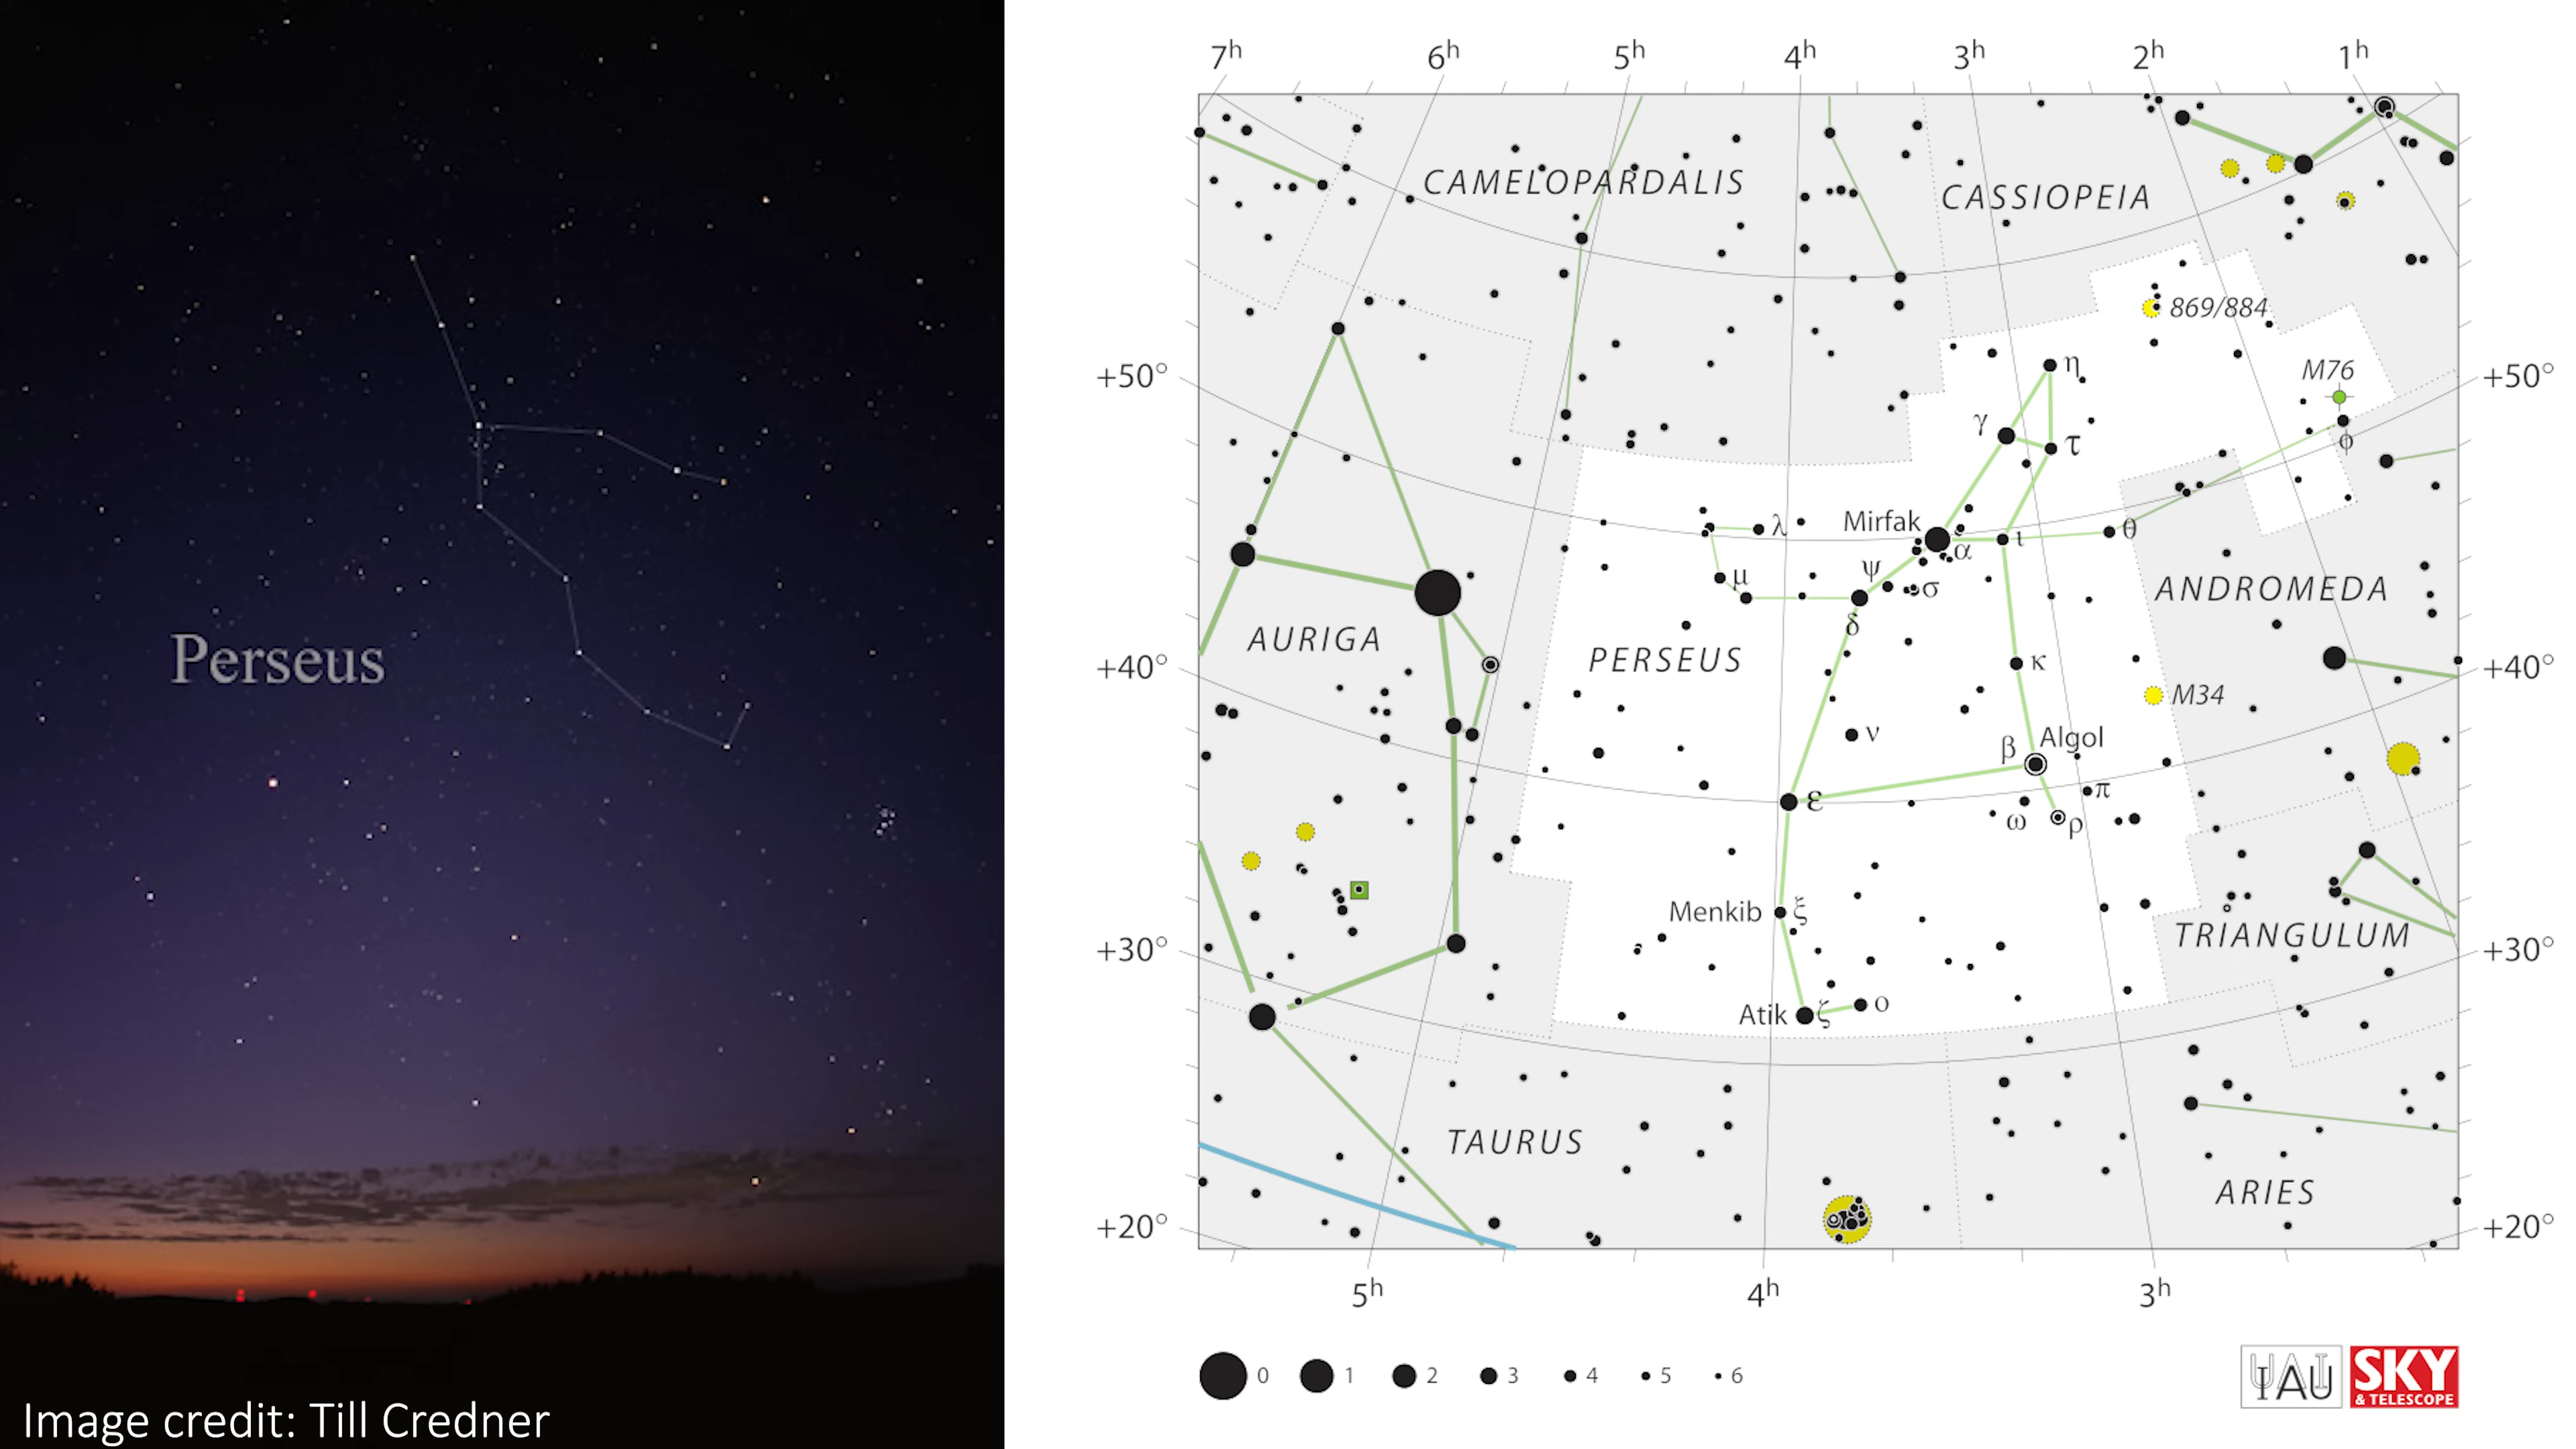 Perseus
Image credit: Till Credner
7h 6h 5h 4h 3h 2h 1h
CAMELOPARDALIS
CASSIOPEIA
869/884
η
M76
+50° +50°
γ
τ
φ
λ
Mirfak
α
ι
θ
μ
ψ
σ
δ
ANDROMEDA
AURIGA
PERSEUS
κ
+40° +40°
M34
ν
β Algol
ε
π
ω
ρ
Menkib ξ
TRIANGULUM
+30° +30°
Atik ζ
ο
TAURUS
ARIES
+20° +20°
5h 4h 3h
0 1 2 3 4 5 6
IAU
SKY
& TELESCOPE